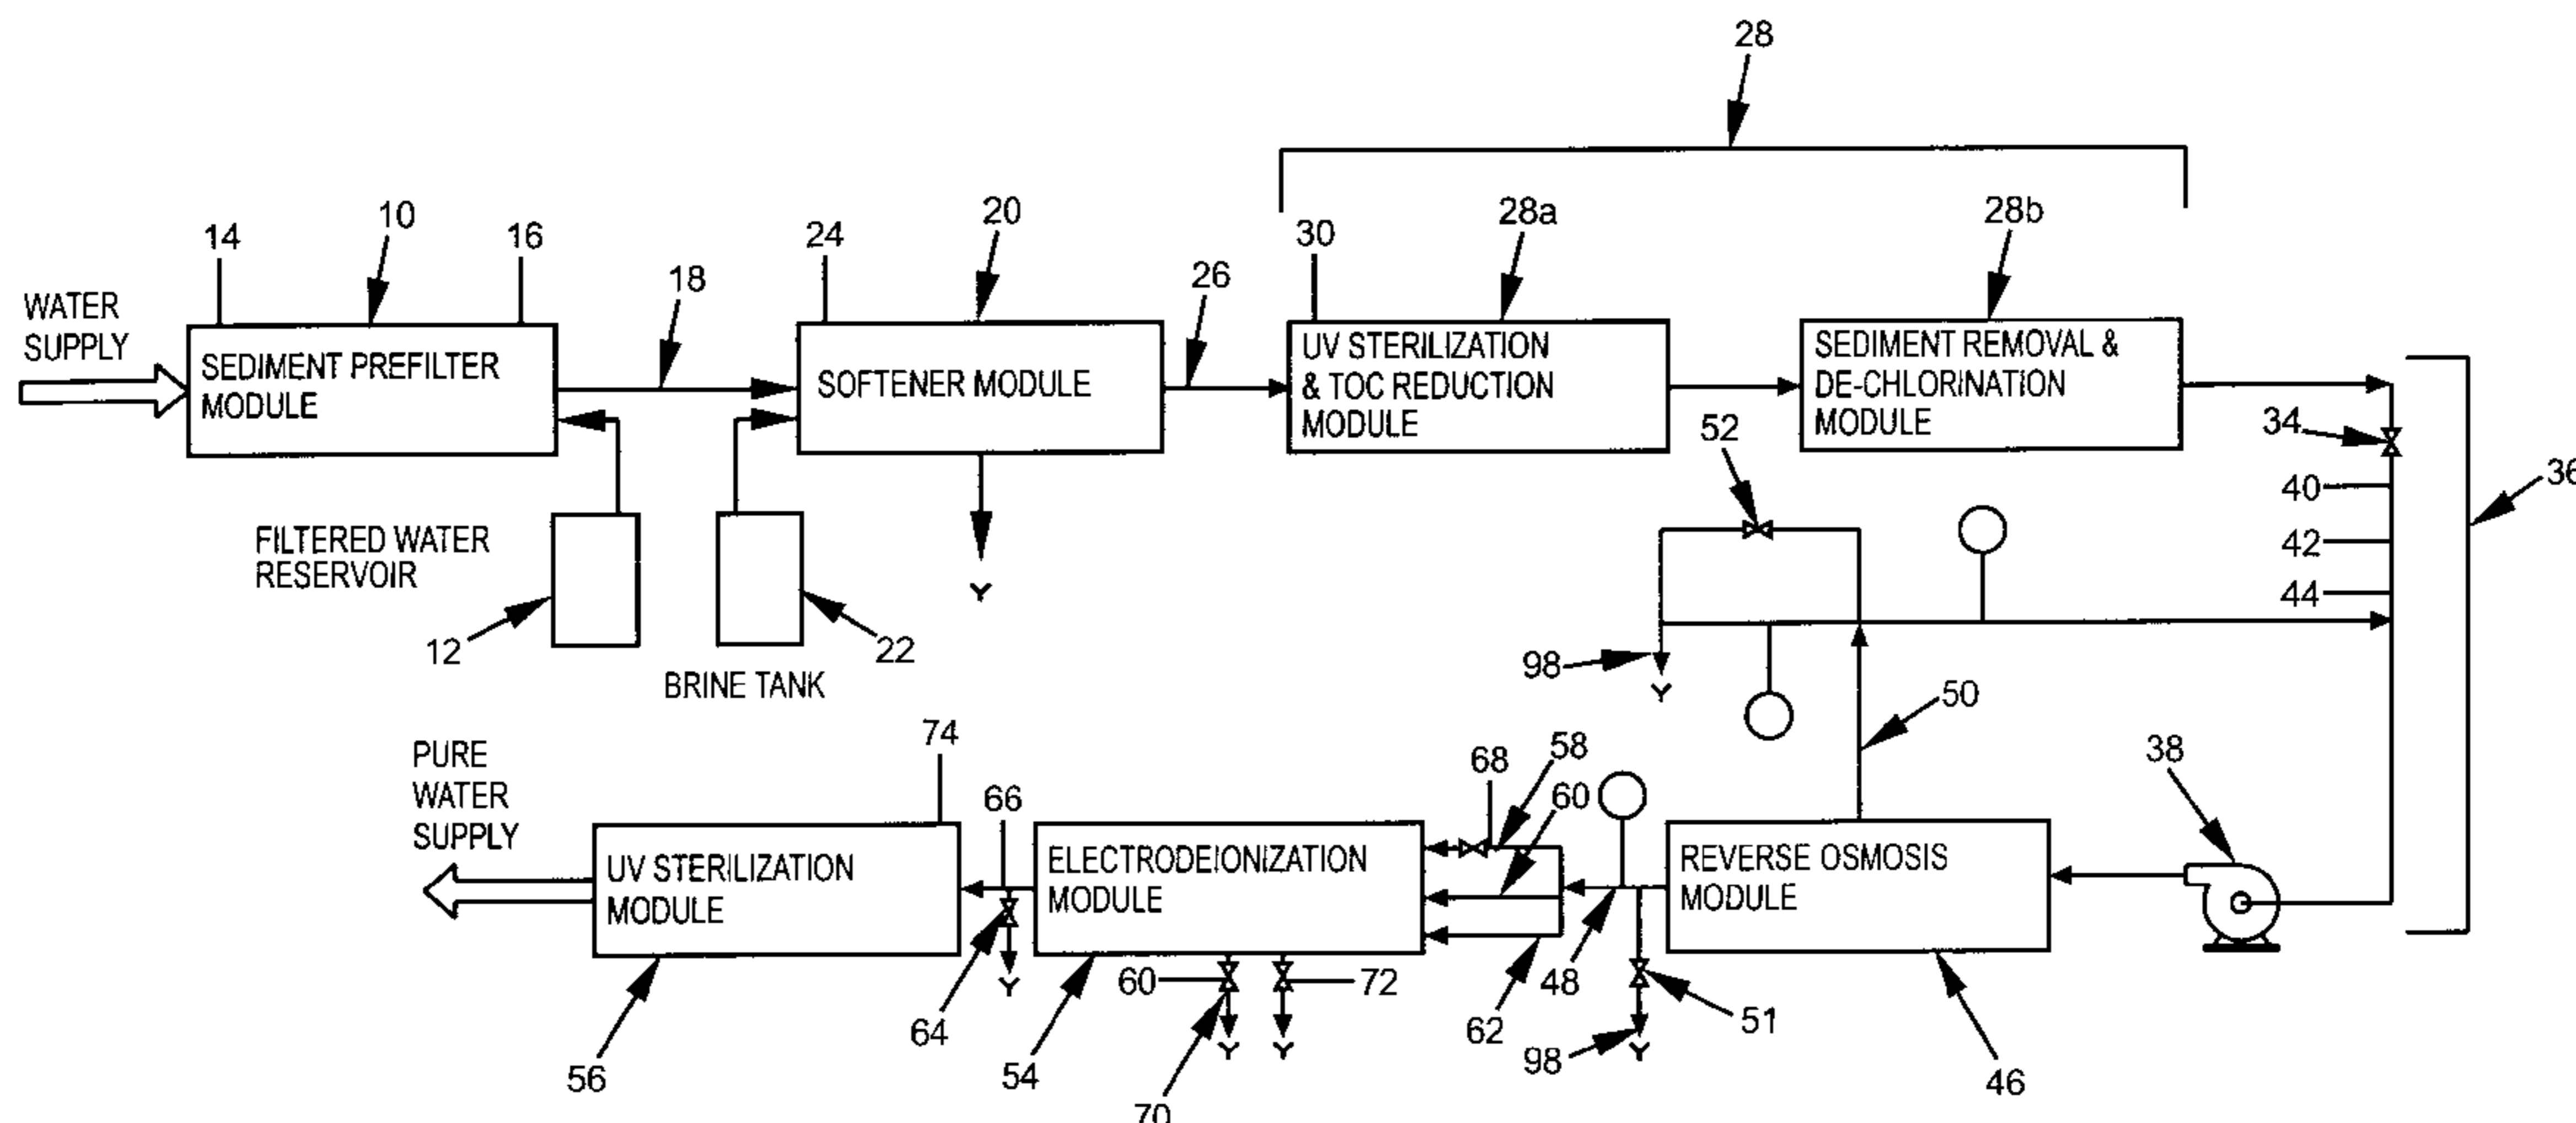 28
14
10
16
18
24
20
26
30
28a
28b
WATER
SUPPLY
SEDIMENT PREFILTER
MODULE
SOFTENER MODULE
UV STERILIZATION
& TOC REDUCTION
MODULE
SEDIMENT REMOVAL &
DE-CHLORINATION
MODULE
52
34
40
42
44
36
FILTERED WATER
RESERVOIR
12
22
BRINE TANK
Y
98
Y
50
38
PURE
WATER
SUPPLY
74
66
68
58
60
UV STERILIZATION
MODULE
ELECTRODEIONIZATION
MODULE
REVERSE OSMOSIS
MODULE
56
64
Y
54
60
70
Y
Y
72
62
48
98
Y
51
46